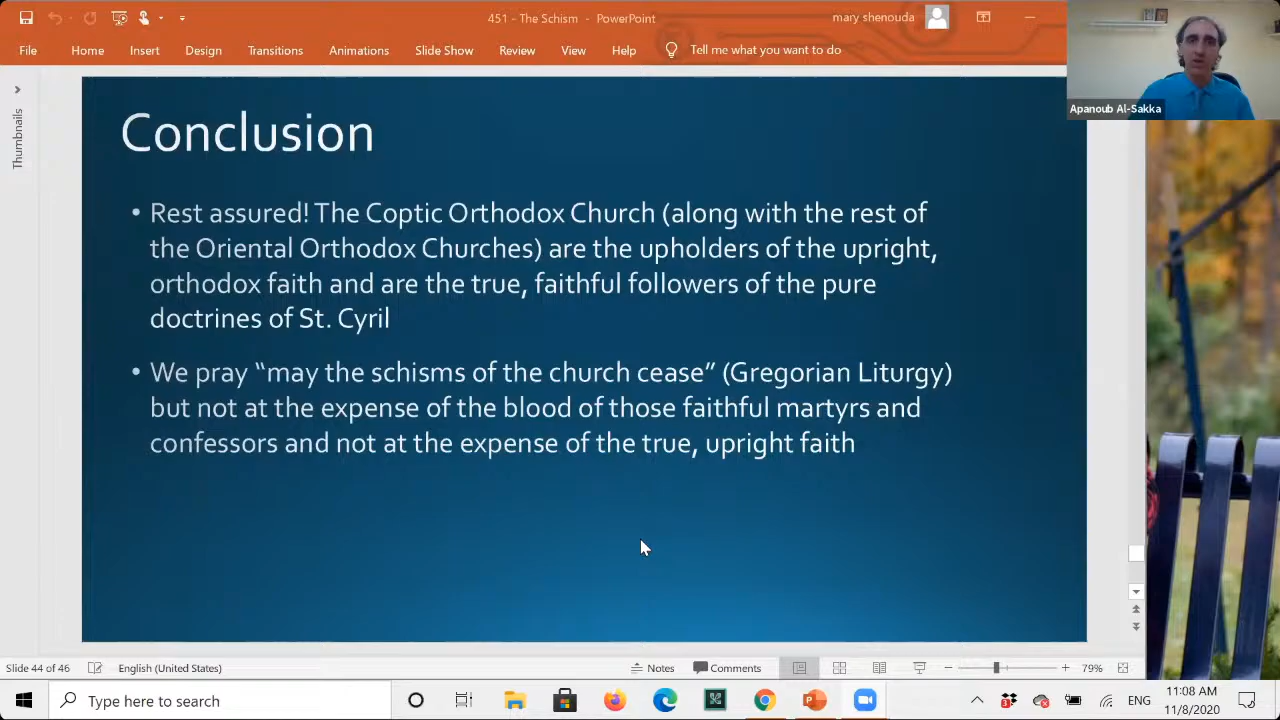 451 - The Schism - PowerPoint
mary shenouda
File Home Insert Design Transitions Animations Slide Show Review View Help Tell me what you want to do
Apanoub Al-Sakka
Thumbnails
Conclusion
• Rest assured! The Coptic Orthodox Church (along with the rest of
the Oriental Orthodox Churches) are the upholders of the upright,
orthodox faith and are the true, faithful followers of the pure
doctrines of St. Cyril
• We pray “may the schisms of the church cease” (Gregorian Liturgy)
but not at the expense of the blood of those faithful martyrs and
confessors and not at the expense of the true, upright faith
Slide 44 of 46 English (United States) Notes Comments 79%
Type here to search
ENG
11:08 AM
11/8/2020